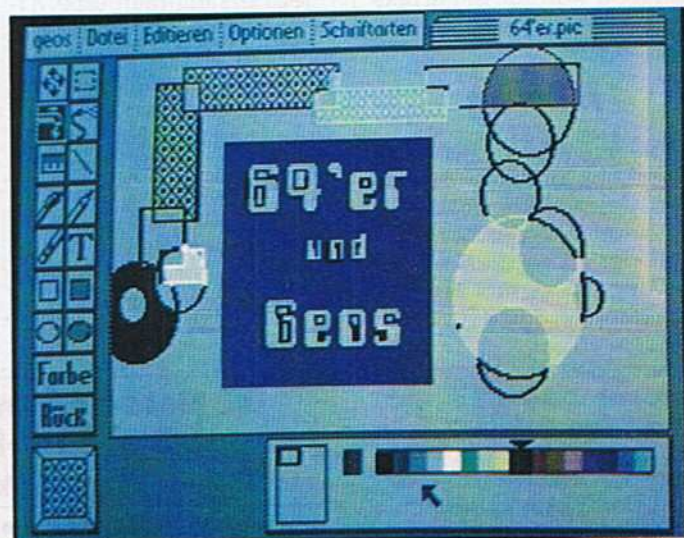 geos Datei Editieren Optionen Schriftarten 64'er.pic
64'er
und
Geos
T
Farbe
Rück